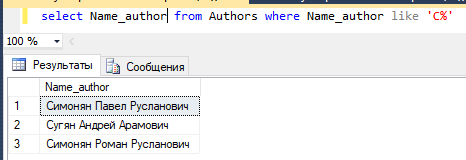 select Name_author from Authors where Name_author like 'C%'
100 %
Результаты Сообщения
Name_author
1 Симонян Павел Русланович
2 Сугян Андрей Арамович
3 Симонян Роман Русланович